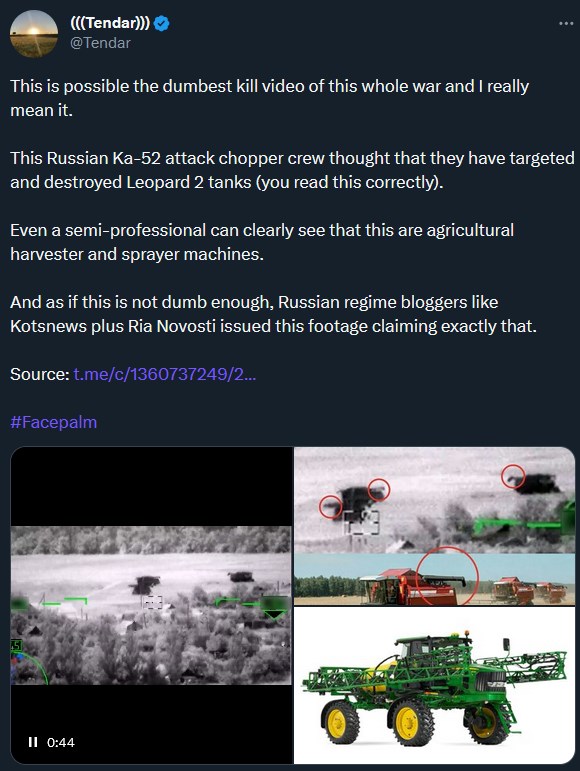 (((Tendar)))
@Tendar
This is possible the dumbest kill video of this whole war and I really
mean it.
This Russian Ka-52 attack chopper crew thought that they have targeted
and destroyed Leopard 2 tanks (you read this correctly).
Even a semi-professional can clearly see that this are agricultural
harvester and sprayer machines.
And as if this is not dumb enough, Russian regime bloggers like
Kotsnews plus Ria Novosti issued this footage claiming exactly that.
Source: t.me/c/1360737249/2...
#Facepalm
0:44